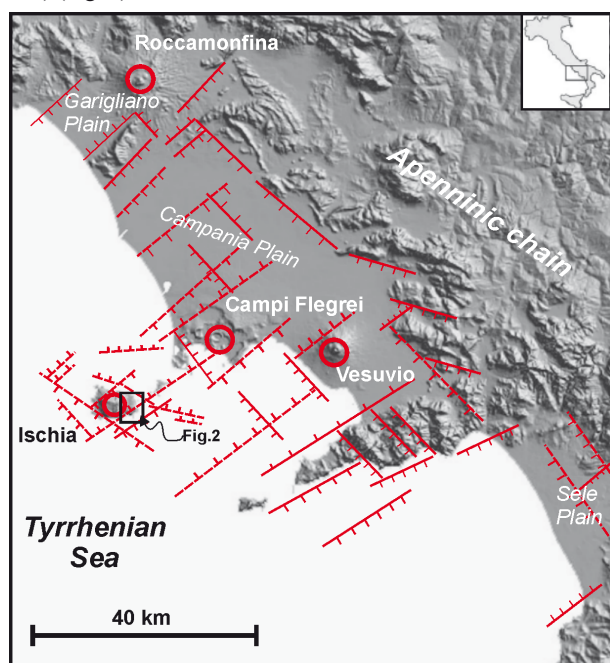 Roccamonfina
Garigliano
Plain
Apenninic chain
Campania Plain
Campi Flegrei
Vesuvio
Ischia
Fig.2
Sele
Plain
Tyrrhenian
Sea
40 km